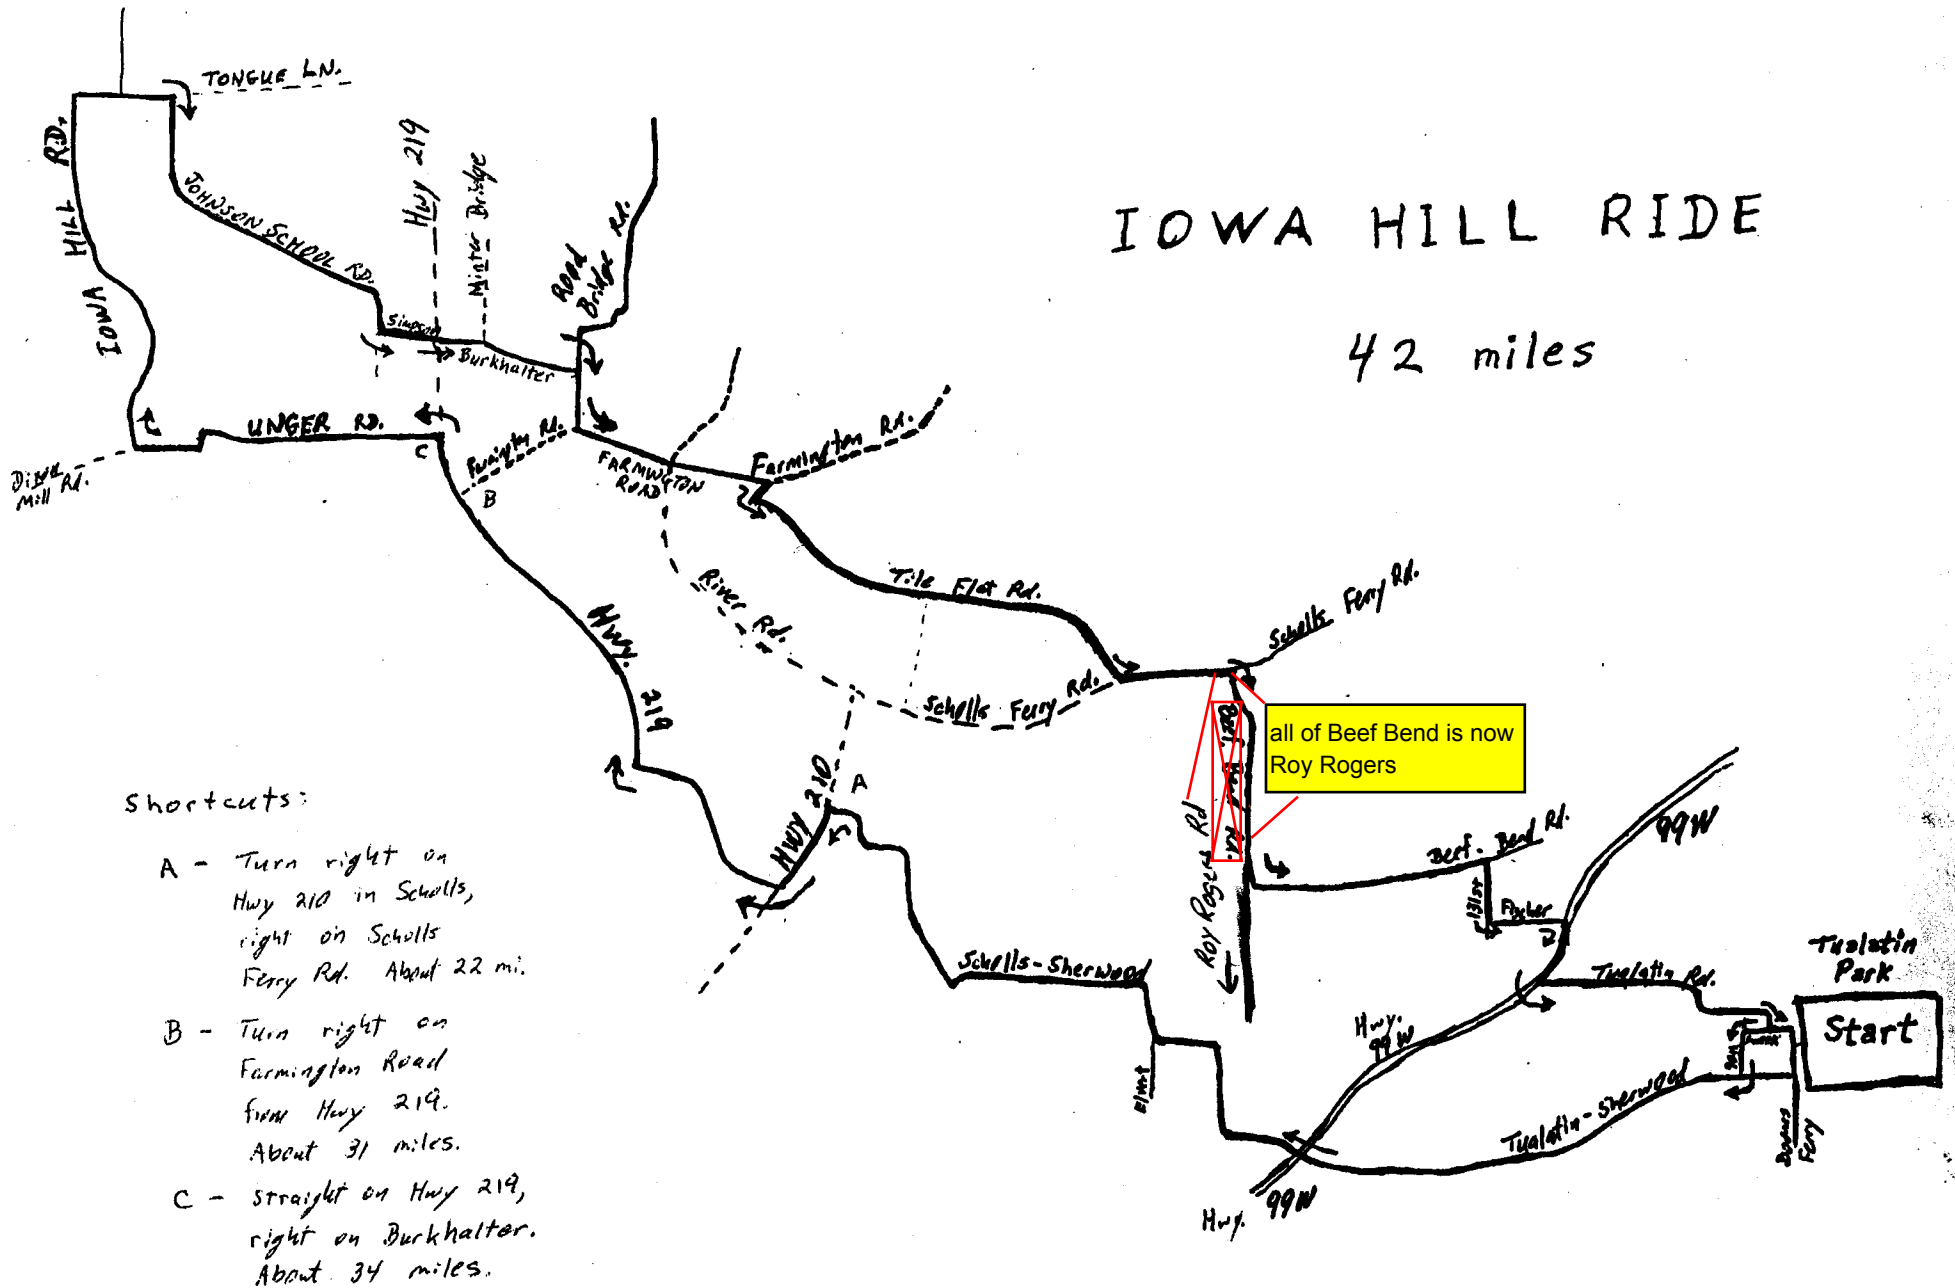 IOWA HILL RIDE
42 miles
TONGUE LN.
IOWA HILL RD.
JOHNSON SCHOOL RD.
Hwy 219
Minter Bridge
ROOD
Bridge Rd.
Simpson
Burkhalter
UNGER RD.
C
Mill Rd.
Farmington Rd.
B
FARMINGTON
ROAD
Farmington Rd.
River Rd.
Tile Flat Rd.
Scholls Ferry Rd.
Scholls Ferry Rd.
Hwy. 219
HWY 210
A
Beef Bend Rd.
all of Beef Bend is now
Roy Rogers
Roy Rogers Rd
Beef Bend Rd.
131st
Fischer
99W
Scholls-Sherwood
Elwert
Hwy.
99W
Tualatin Rd.
Tualatin
Park
Start
Tualatin-Sherwood
Boones
Ferry
Hwy. 99W
Shortcuts:
A - Turn right on
Hwy 210 in Scholls,
right on Scholls
Ferry Rd. About 22 mi.
B - Turn right on
Farmington Road
from Hwy 219.
About 31 miles.
C - straight on Hwy 219,
right on Burkhalter.
About 34 miles.